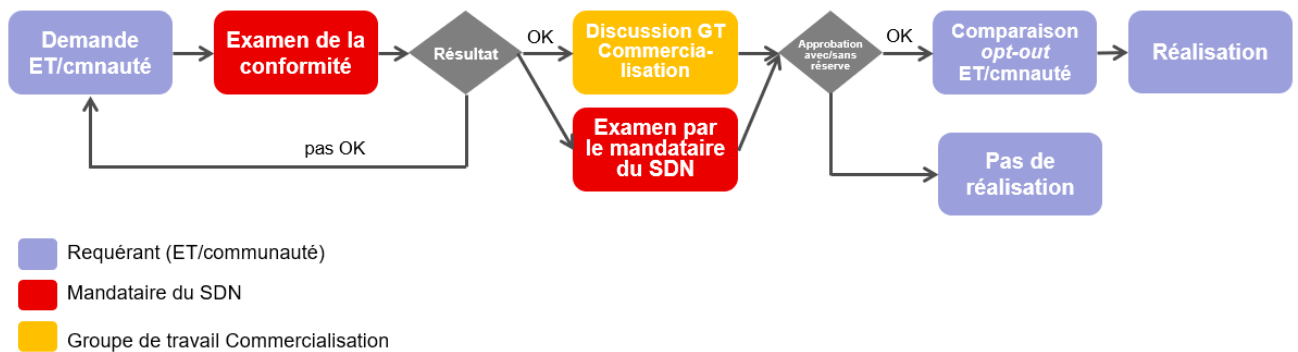 Demande
ET/cmnauté
Examen de la
conformité
Résultat
OK
Discussion GT
Commercia-
lisation
Examen par
le mandataire
du SDN
Approbation
avec/sans
réserve
OK
Comparaison
opt-out
ET/cmnauté
Réalisation
pas OK
Pas de
réalisation
Requérant (ET/communauté)
Mandataire du SDN
Groupe de travail Commercialisation